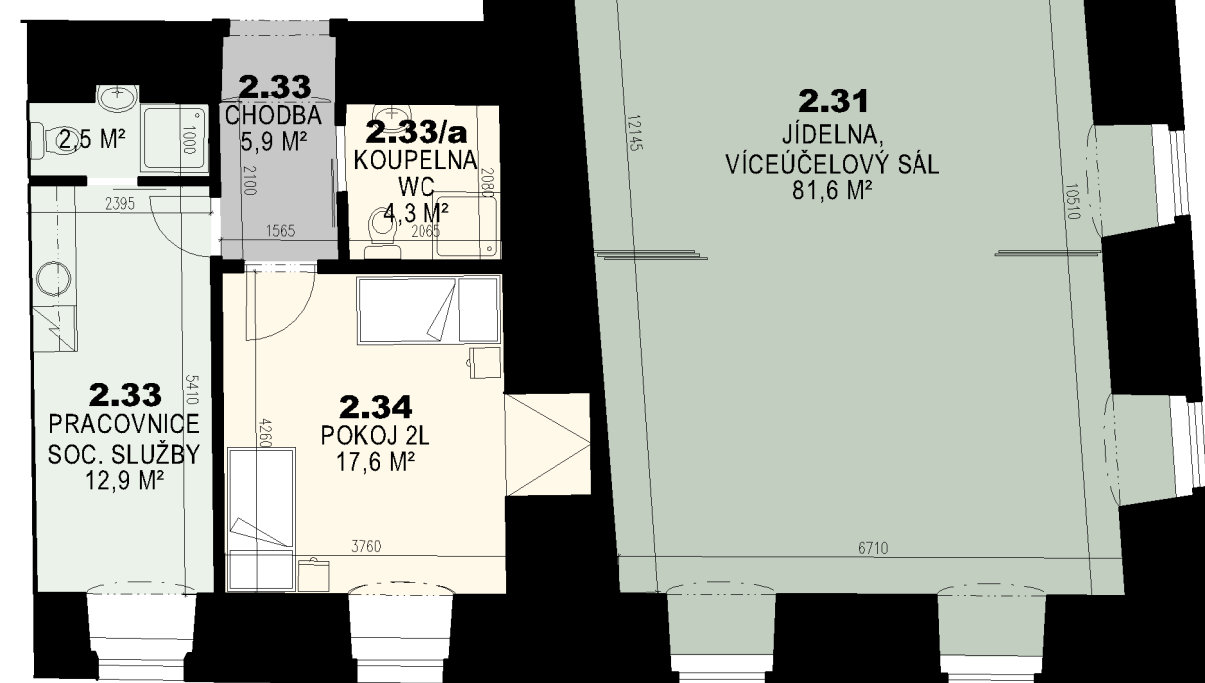 2.33
CHODBA
5,9 M²
2.33/a
KOUPELNA
WC
4,3 M²
2,5 M²
1000
2395
2100
1565
2080
2065
2.31
JÍDELNA,
VÍCEÚČELOVÝ SÁL
81,6 M²
12145
10510
6710
2.33
PRACOVNICE
SOC. SLUŽBY
12,9 M²
5410
2.34
POKOJ 2L
17,6 M²
4260
3760